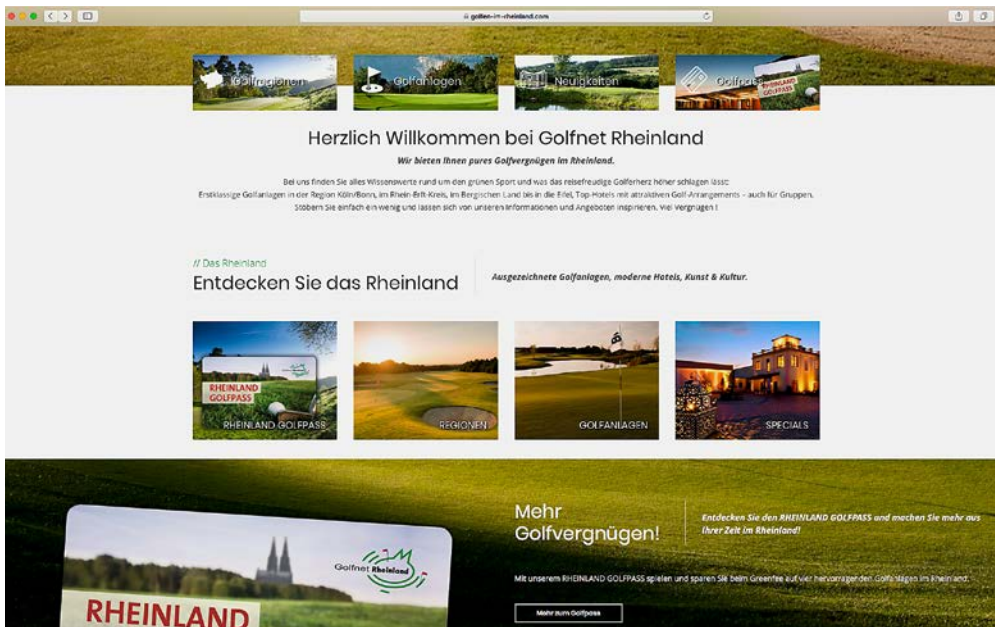 golfen-im-rheinland.com
Golfregionen
Golfanlagen
Neuigkeiten
Golfpass
RHEINLAND
GOLFPASS
Herzlich Willkommen bei Golfnet Rheinland
Wir bieten Ihnen pures Golfvergnügen im Rheinland.
Bei uns finden Sie alles Wissenswerte rund um den grünen Sport und was das reisefreudige Golferherz höher schlagen lässt:
Erstklassige Golfanlagen in der Region Köln/Bonn, im Rhein-Erft-Kreis, im Bergischen Land bis in die Eifel, Top-Hotels mit attraktiven Golf-Arrangements – auch für Gruppen.
Stöbern Sie einfach ein wenig und lassen sich von unseren Informationen und Angeboten inspirieren. Viel Vergnügen !
// Das Rheinland
Entdecken Sie das Rheinland
Ausgezeichnete Golfanlagen, moderne Hotels, Kunst & Kultur.
RHEINLAND
GOLFPASS
RHEINLAND GOLFPASS
REGIONEN
GOLFANLAGEN
SPECIALS
Mehr
Golfvergnügen!
Entdecken Sie den RHEINLAND GOLFPASS und machen Sie mehr aus
Ihrer Zeit im Rheinland!
Mit unserem RHEINLAND GOLFPASS spielen und sparen Sie beim Greenfee auf vier hervorragenden Golfanlagen im Rheinland.
Mehr zum Golfpass
Golfnet Rheinland
RHEINLAND